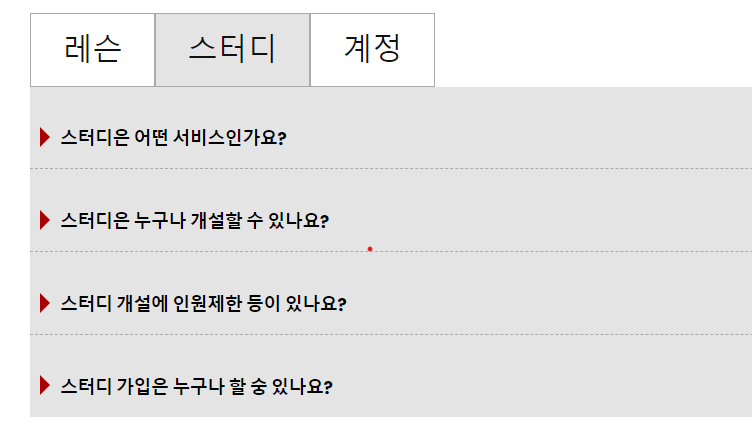 레슨 스터디 계정
스터디은 어떤 서비스인가요?
스터디은 누구나 개설할 수 있나요?
스터디 개설에 인원제한 등이 있나요?
스터디 가입은 누구나 할 숭 있나요?